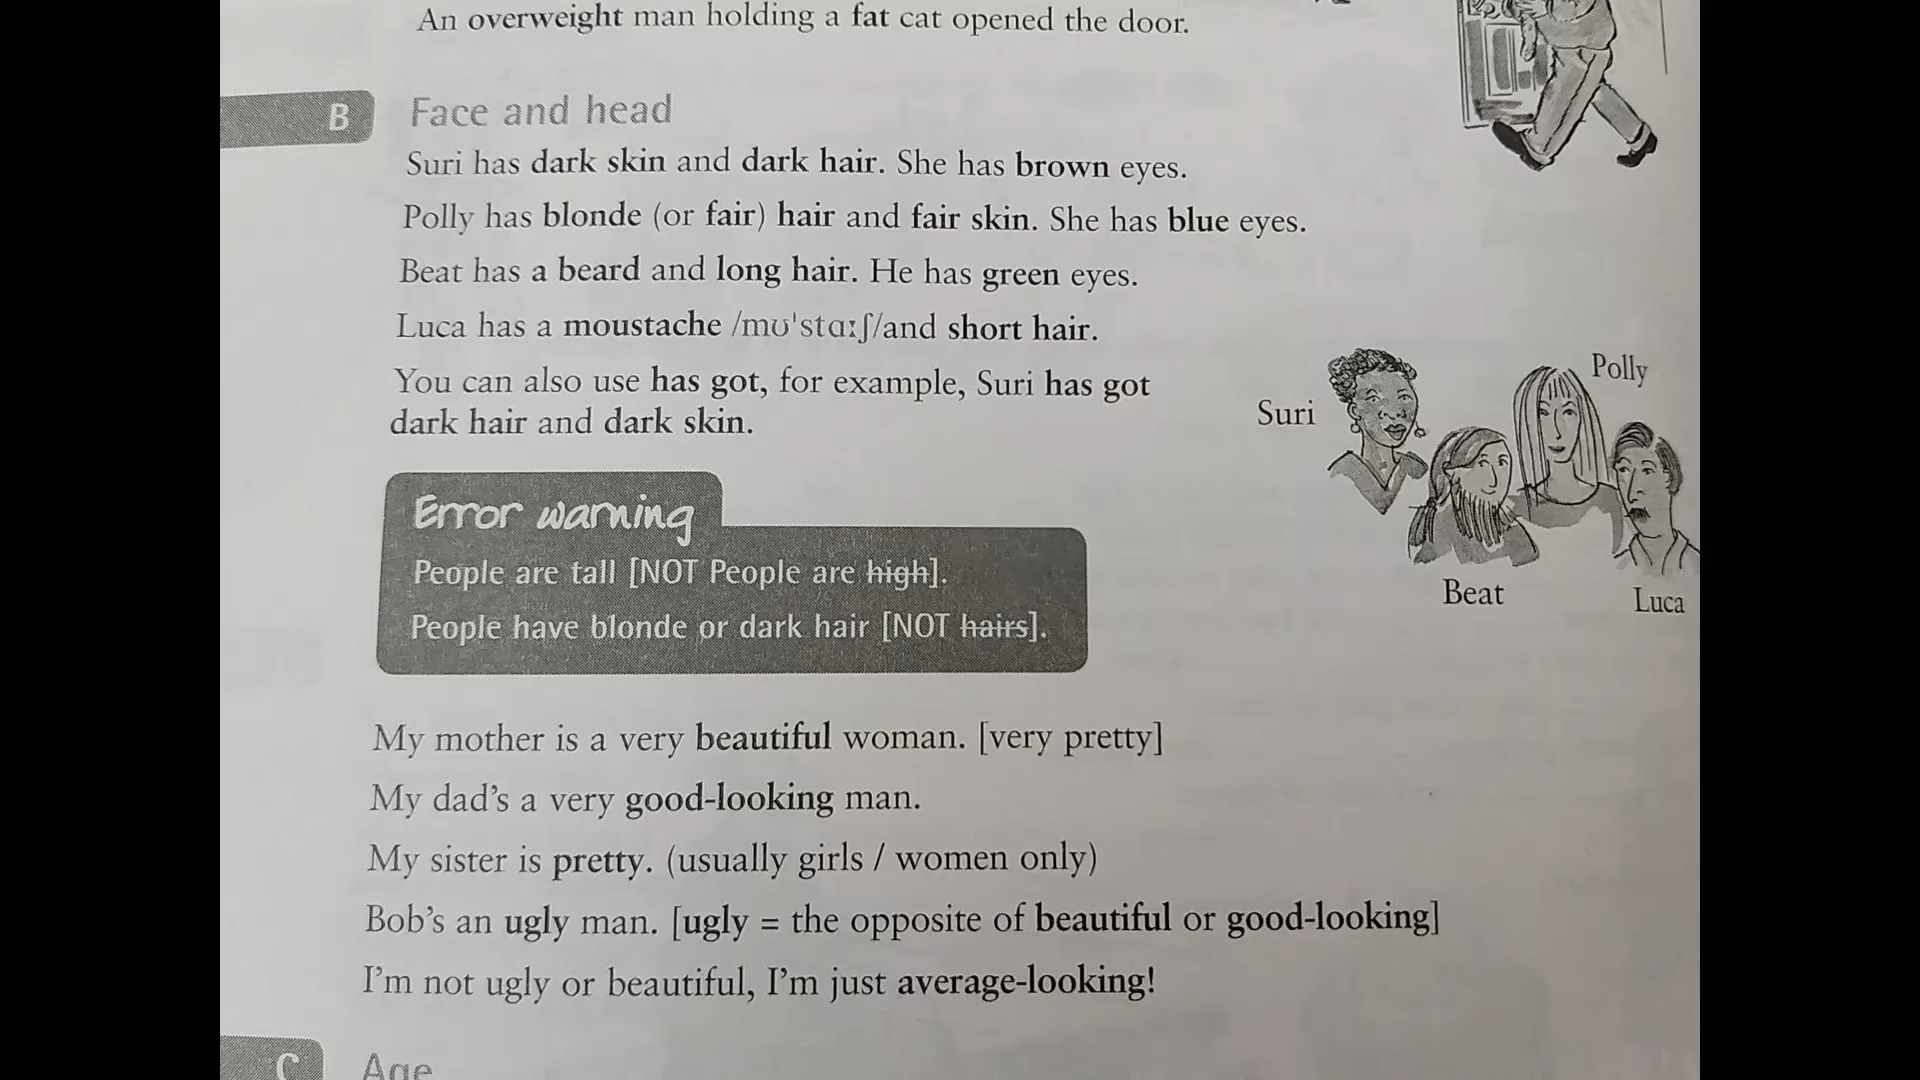 An overweight man holding a fat cat opened the door.
B
Face and head
Suri has dark skin and dark hair. She has brown eyes.
Polly has blonde (or fair) hair and fair skin. She has blue eyes.
Beat has a beard and long hair. He has green eyes.
Luca has a moustache /mʊˈstɑːʃ/and short hair.
You can also use has got, for example, Suri has got
dark hair and dark skin.
Polly
Suri
Beat
Luca
Error warning
People are tall [NOT People are high].
People have blonde or dark hair [NOT hairs].
My mother is a very beautiful woman. [very pretty]
My dad's a very good-looking man.
My sister is pretty. (usually girls / women only)
Bob's an ugly man. [ugly = the opposite of beautiful or good-looking]
I'm not ugly or beautiful, I'm just average-looking!
C
Age